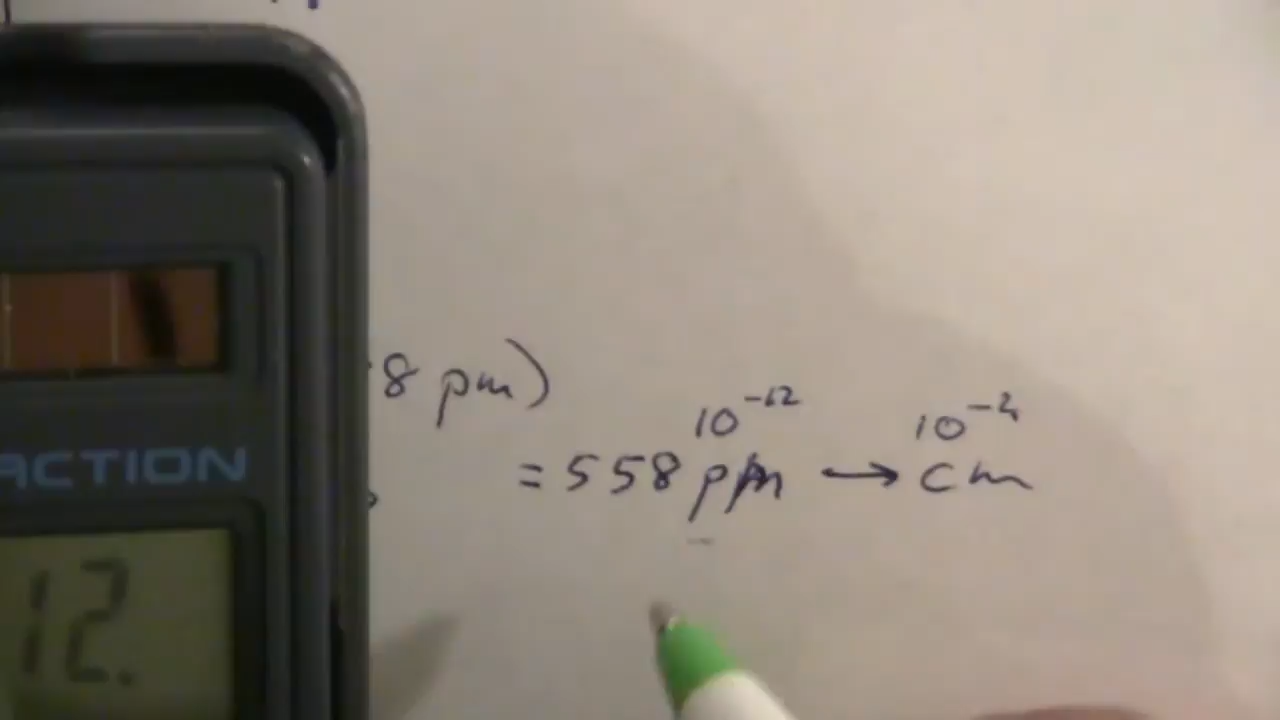 8 pm)
10⁻¹² 10⁻²
= 558 pm → cm
ACTION
12.